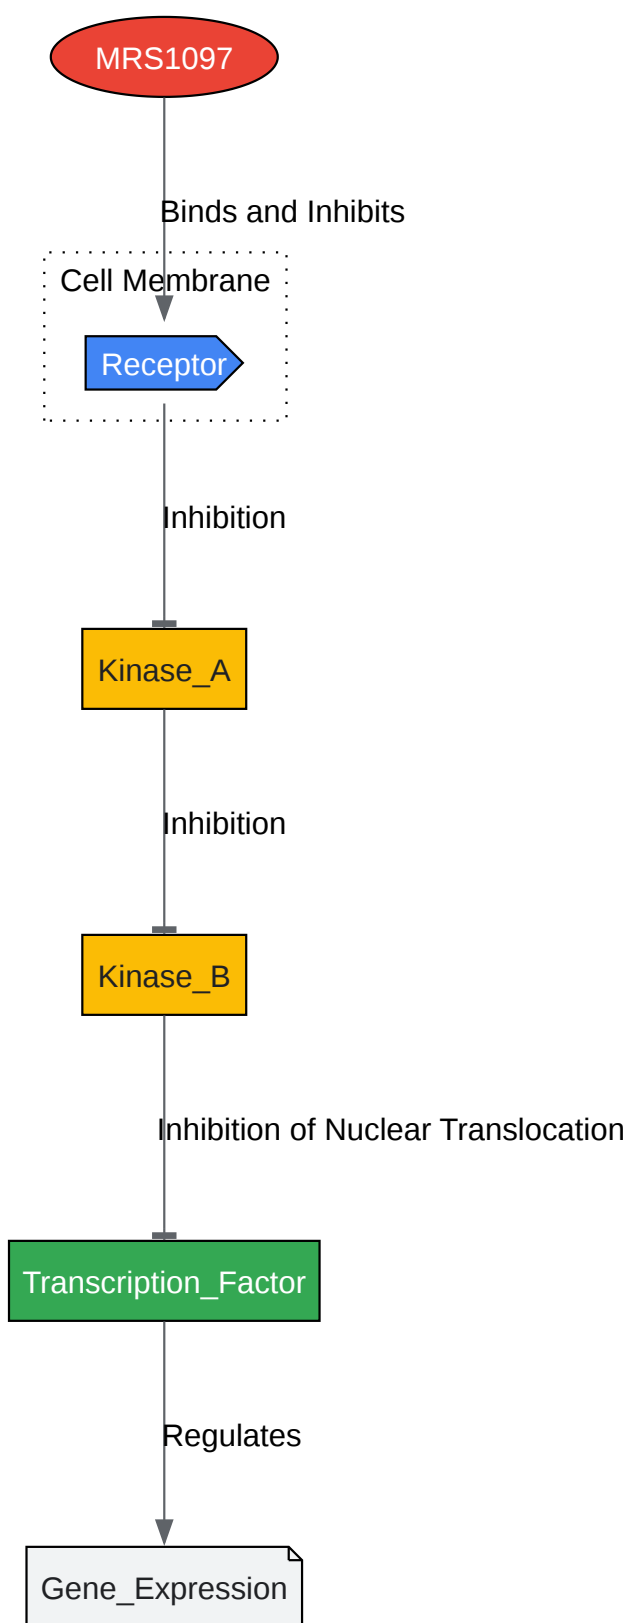 MRS1097
Binds and Inhibits
Cell Membrane
Receptor
Inhibition
Kinase_A
Inhibition
Kinase_B
Inhibition of Nuclear Translocation
Transcription_Factor
Regulates
Gene_Expression